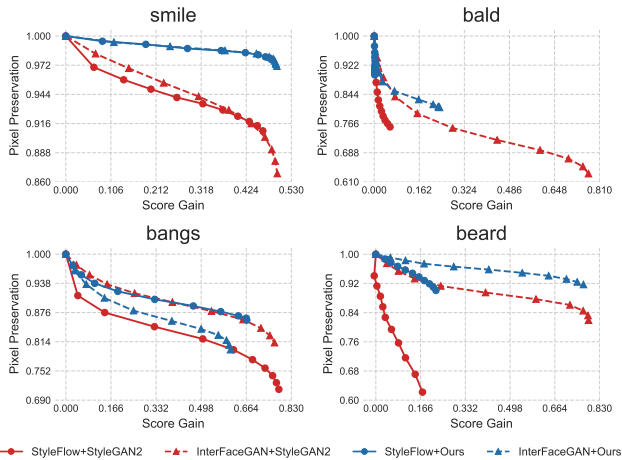 smile
bald
Pixel Preservation
1.000
0.972
0.944
0.916
0.888
0.860
0.000 0.106 0.212 0.318 0.424 0.530
Score Gain
Pixel Preservation
1.000
0.922
0.844
0.766
0.688
0.610
0.000 0.162 0.324 0.486 0.648 0.810
Score Gain
bangs
beard
Pixel Preservation
1.000
0.938
0.876
0.814
0.752
0.690
0.000 0.166 0.332 0.498 0.664 0.830
Score Gain
Pixel Preservation
1.00
0.92
0.84
0.76
0.68
0.60
0.000 0.166 0.332 0.498 0.664 0.830
Score Gain
StyleFlow+StyleGAN2 InterFaceGAN+StyleGAN2 StyleFlow+Ours InterFaceGAN+Ours